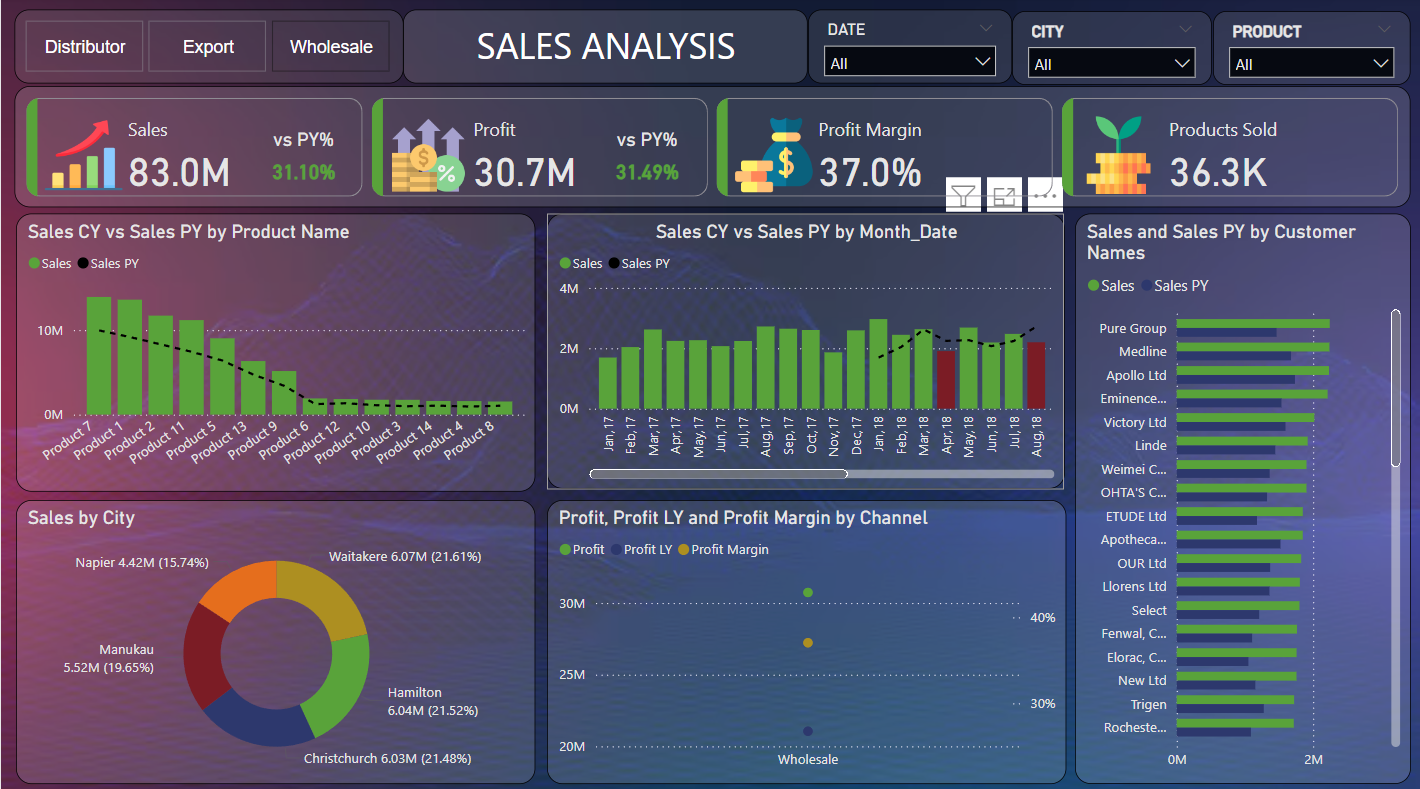 Distributor
Export
Wholesale
SALES ANALYSIS
DATE
All
CITY
All
PRODUCT
All
Sales
83.0M
vs PY%
31.10%
Profit
30.7M
vs PY%
31.49%
Profit Margin
37.0%
Products Sold
36.3K
Sales CY vs Sales PY by Product Name
Sales Sales PY
10M
0M
Product 7
Product 1
Product 2
Product 11
Product 5
Product 13
Product 9
Product 6
Product 12
Product 10
Product 3
Product 14
Product 4
Product 8
Sales CY vs Sales PY by Month_Date
Sales Sales PY
4M
2M
0M
Jan,17
Feb,17
Mar,17
Apr,17
May,17
Jun,17
Jul,17
Aug,17
Sep,17
Oct,17
Nov,17
Dec,17
Jan,18
Feb,18
Mar,18
Apr,18
May,18
Jun,18
Jul,18
Aug,18
Sales and Sales PY by Customer
Names
Sales Sales PY
Pure Group
Medline
Apollo Ltd
Eminence...
Victory Ltd
Linde
Weimei C...
OHTA'S C...
ETUDE Ltd
Apotheca...
OUR Ltd
Llorens Ltd
Select
Fenwal, C...
Elorac, C...
New Ltd
Trigen
Rocheste...
0M
2M
Sales by City
Napier 4.42M (15.74%)
Waitakere 6.07M (21.61%)
Manukau
5.52M (19.65%)
Hamilton
6.04M (21.52%)
Christchurch 6.03M (21.48%)
Profit, Profit LY and Profit Margin by Channel
Profit Profit LY Profit Margin
30M
25M
20M
40%
30%
Wholesale